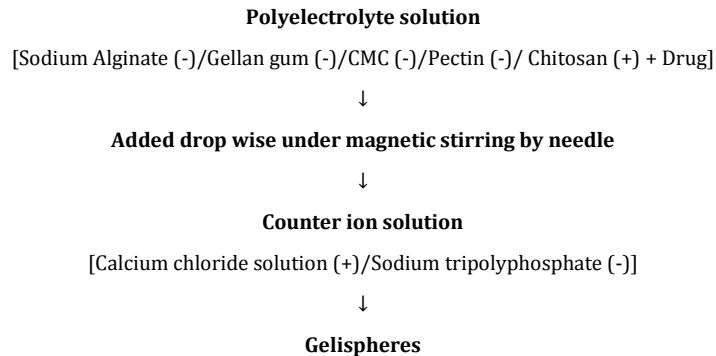 Polyelectrolyte solution
[Sodium Alginate (-)/Gellan gum (-)/CMC (-)/Pectin (-)/ Chitosan (+) + Drug]
↓
Added drop wise under magnetic stirring by needle
↓
Counter ion solution
[Calcium chloride solution (+)/Sodium tripolyphosphate (-)]
↓
Gelispheres